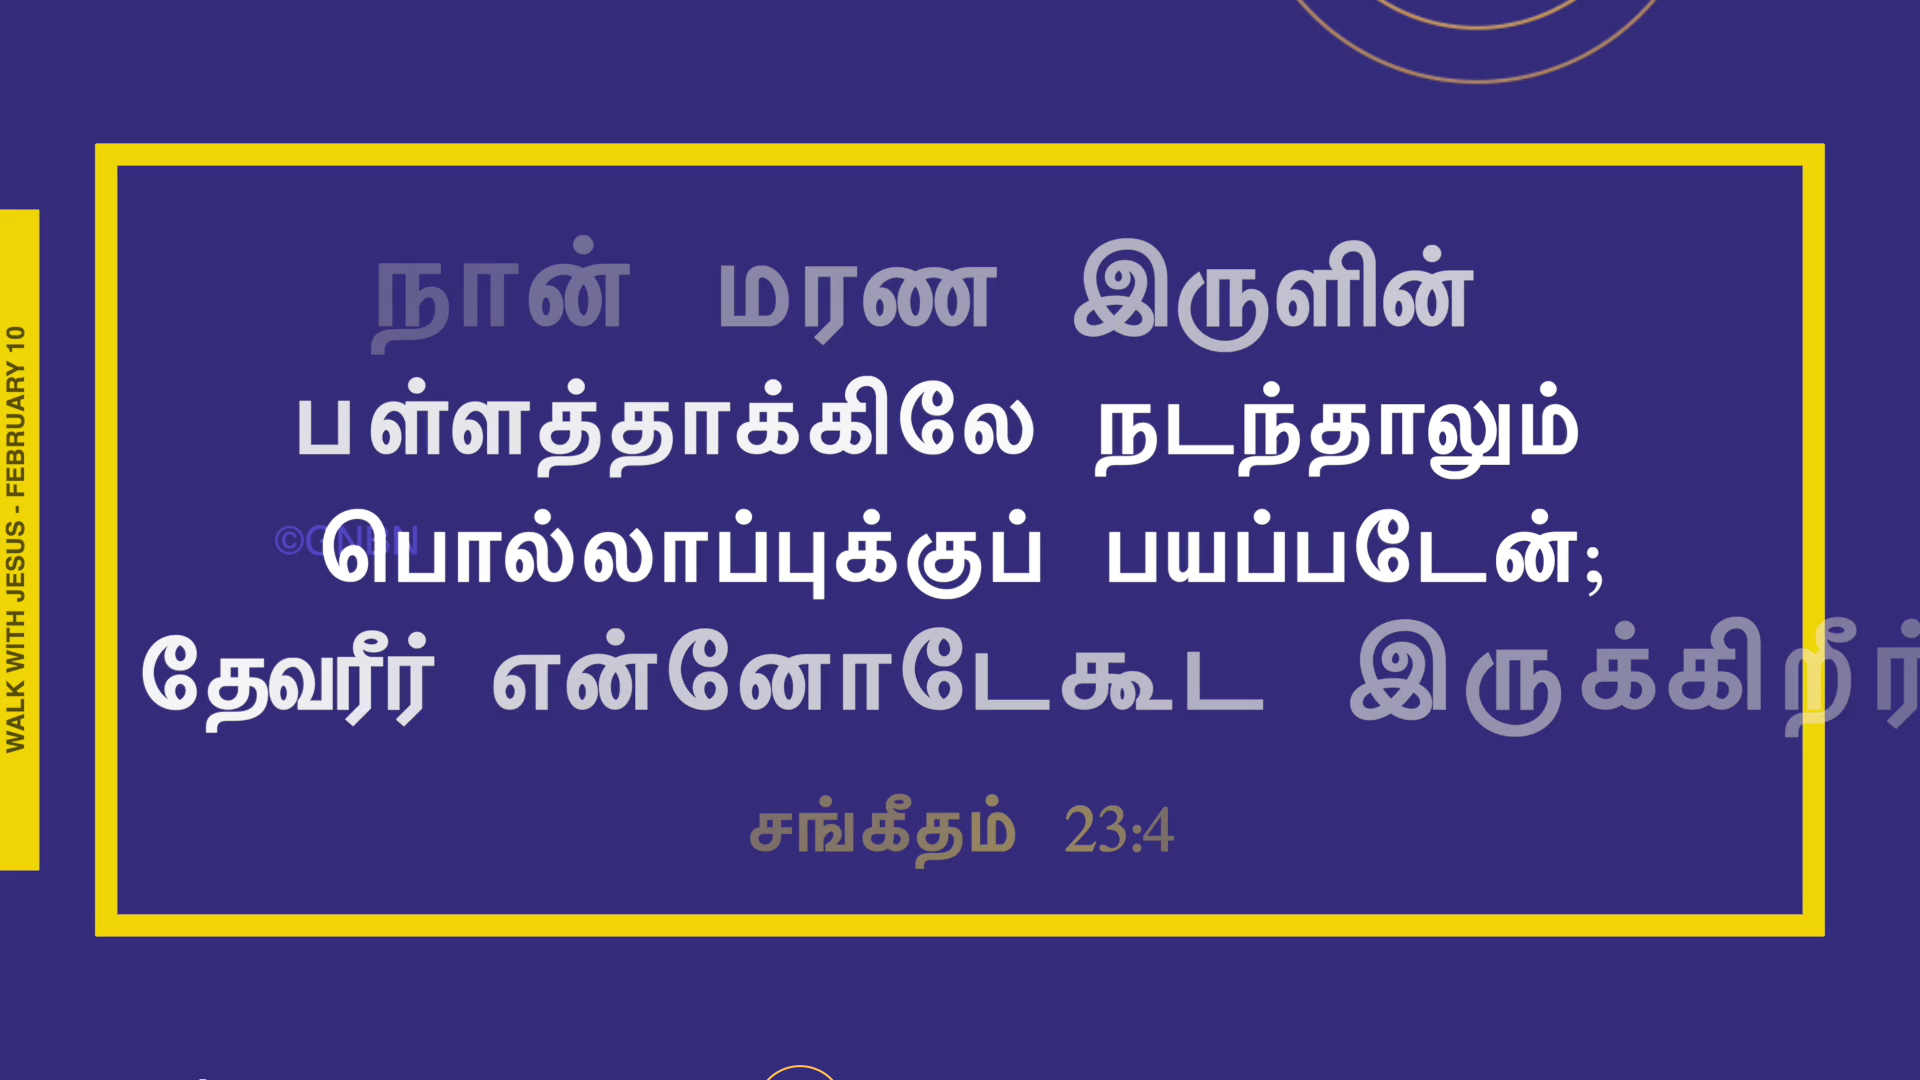 நான் மரண இருளின்
பள்ளத்தாக்கிலே நடந்தாலும்
பொல்லாப்புக்குப் பயப்படேன்;
தேவரீர் என்னோடேகூட இருக்கிறீர்
சங்கீதம் 23:4
WALK WITH JESUS - FEBRUARY 10
©GNBN